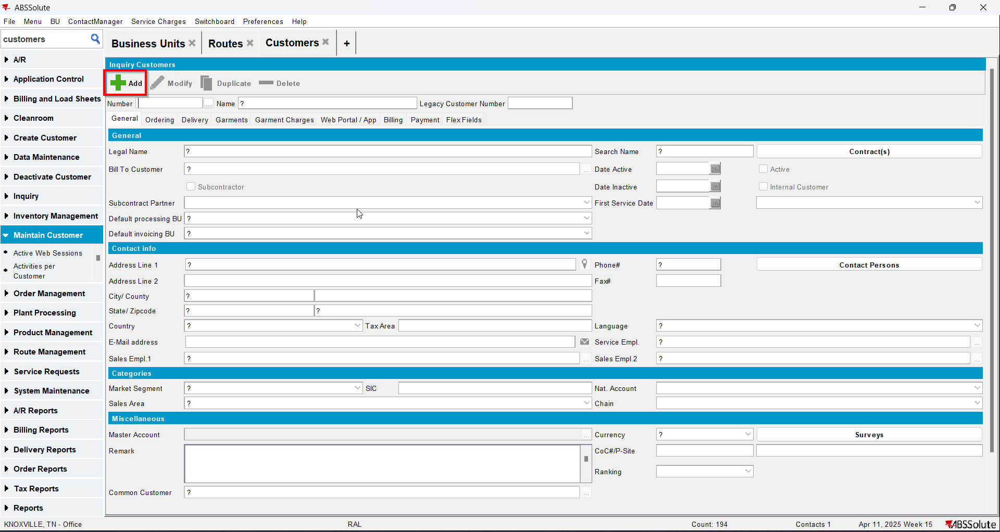 ABSSolute
File Menu BU ContactManager Service Charges Switchboard Preferences Help
customers
Business Units Routes Customers +
Inquiry Customers
Add Modify Duplicate Delete
Number ... Name ? Legacy Customer Number
General Ordering Delivery Garments Garment Charges Web Portal / App Billing Payment Flex Fields
A/R
Application Control
Billing and Load Sheets
Cleanroom
Create Customer
Data Maintenance
Deactivate Customer
Inquiry
Inventory Management
Maintain Customer
Active Web Sessions
Activities per
Customer
Order Management
Plant Processing
Product Management
Route Management
Service Requests
System Maintenance
A/R Reports
Billing Reports
Delivery Reports
Order Reports
Tax Reports
Reports
General
Legal Name ? Search Name ? Contract(s)
Bill To Customer ? ... Date Active 16 Active
Subcontractor Date Inactive 16 Internal Customer
Subcontract Partner First Service Date 16
Default processing BU ?
Default invoicing BU ?
Contact info
Address Line 1 ? Phone# ? Contact Persons
Address Line 2 Fax#
City/ County ?
State/ Zipcode ? ?
Country ? Tax Area Language ?
E-Mail address Service Empl. ? ...
Sales Empl.1 ? ... Sales Empl.2 ? ...
Categories
Market Segment ? SIC Nat. Account
Sales Area ? Chain
Miscellaneous
Master Account ... Currency ? Surveys
Remark CoC#/P-Site
Ranking
Common Customer ? ...
KNOXVILLE, TN - Office RAL Count: 194 Contacts 1 Apr 11, 2025 Week 15 ABSSolute